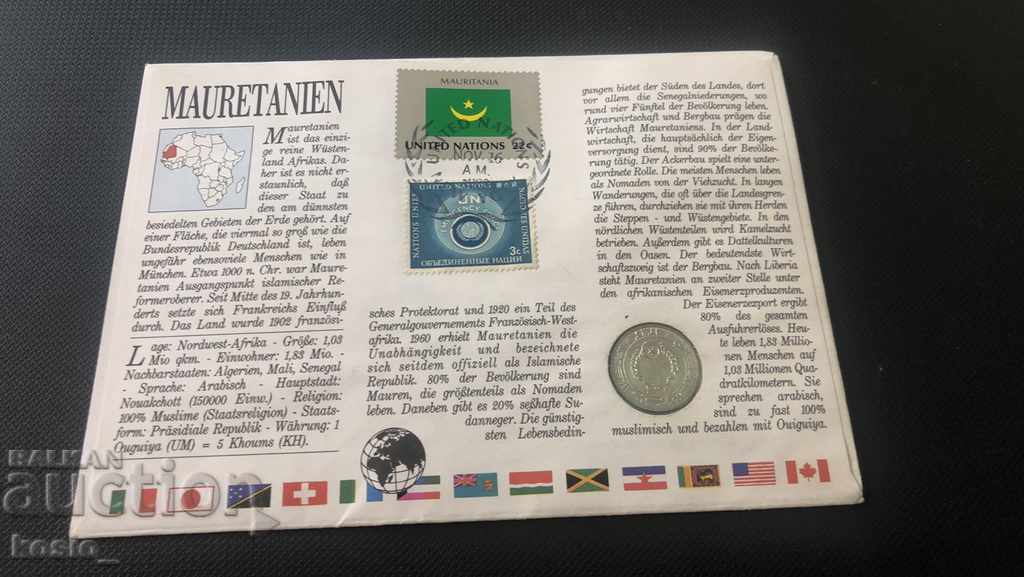 MAURETANIEN
Mauretanien
ist das einzi-
ge reine Wüsten-
land Afrikas. Da-
her ist es nicht er-
staunlich, daß
dieser Staat zu
den am dünnsten
besiedelten Gebieten der Erde gehört. Auf
einer Fläche, die viermal so groß wie die
Bundesrepublik Deutschland ist, leben
ungefähr ebensoviele Menschen wie in
München. Etwa 1000 n. Chr. war Maure-
tanien Ausgangspunkt islamischer Re-
formeroberer. Seit Mitte des 19. Jahrhun-
derts setzte sich Frankreichs Einfluß
durch. Das Land wurde 1902 französi-
Lage: Nordwest-Afrika - Größe: 1,03
Mio qkm. - Einwohner: 1,83 Mio. -
Nachbarstaaten: Algerien, Mali, Senegal
- Sprache: Arabisch - Hauptstadt:
Nouakchott (150000 Einw.) - Religion:
100% Muslime (Staatsreligion) - Staats-
form: Präsidiale Republik - Währung: 1
Ouguiya (UM) = 5 Khoums (KH).
MAURITANIA
UNITED NATIONS 22c
UNITED NATIONS
NOV 16
A M
UNITED NATIONS
NATIONS UNIES
UN
NACIONES UNIDAS
3c
ОБЪЕДИНЕННЫЕ НАЦИИ
sches Protektorat und 1920 ein Teil des
Generalgouvernements Französisch-West-
afrika. 1960 erhielt Mauretanien die
Unabhängigkeit und bezeichnete
sich seitdem offiziell als Islamische
Republik. 80% der Bevölkerung sind
Mauren, die größtenteils als Nomaden
leben. Daneben gibt es 20% seßhafte Su-
danneger. Die günstig-
sten Lebensbedin-
gungen bietet der Süden des Landes, dort
vor allem die Senegalniederungen, wo
rund vier Fünftel der Bevölkerung leben.
Agrarwirtschaft und Bergbau prägen die
Wirtschaft Mauretaniens. In der Land-
wirtschaft, die hauptsächlich der Eigen-
versorgung dient, sind 90% der Bevölke-
rung tätig. Der Ackerbau spielt eine unter-
geordnete Rolle. Die meisten Menschen leben
als Nomaden von der Viehzucht. In langen
Wanderungen, die oft über die Landesgren-
ze führen, durchziehen sie mit ihren Herden
die Steppen - und Wüstengebiete. In den
nördlichen Wüstenteilen wird Kamelzucht
betrieben. Außerdem gibt es Dattelkulturen
in den Oasen. Der bedeutendste Wirt-
schaftszweig ist der Bergbau. Nach Liberia
steht Mauretanien an zweiter Stelle unter
den afrikanischen Eisenerzproduzenten.
Der Eisenerzexport ergibt
80% des gesamten
Ausfuhrerlöses. Heu-
te leben 1,83 Millio-
nen Menschen auf
1,03 Millionen Qua-
dratkilometern. Sie
sprechen arabisch,
sind zu fast 100%
muslimisch und bezahlen mit Ouiguiya.
BALKAN
auction
kosio_